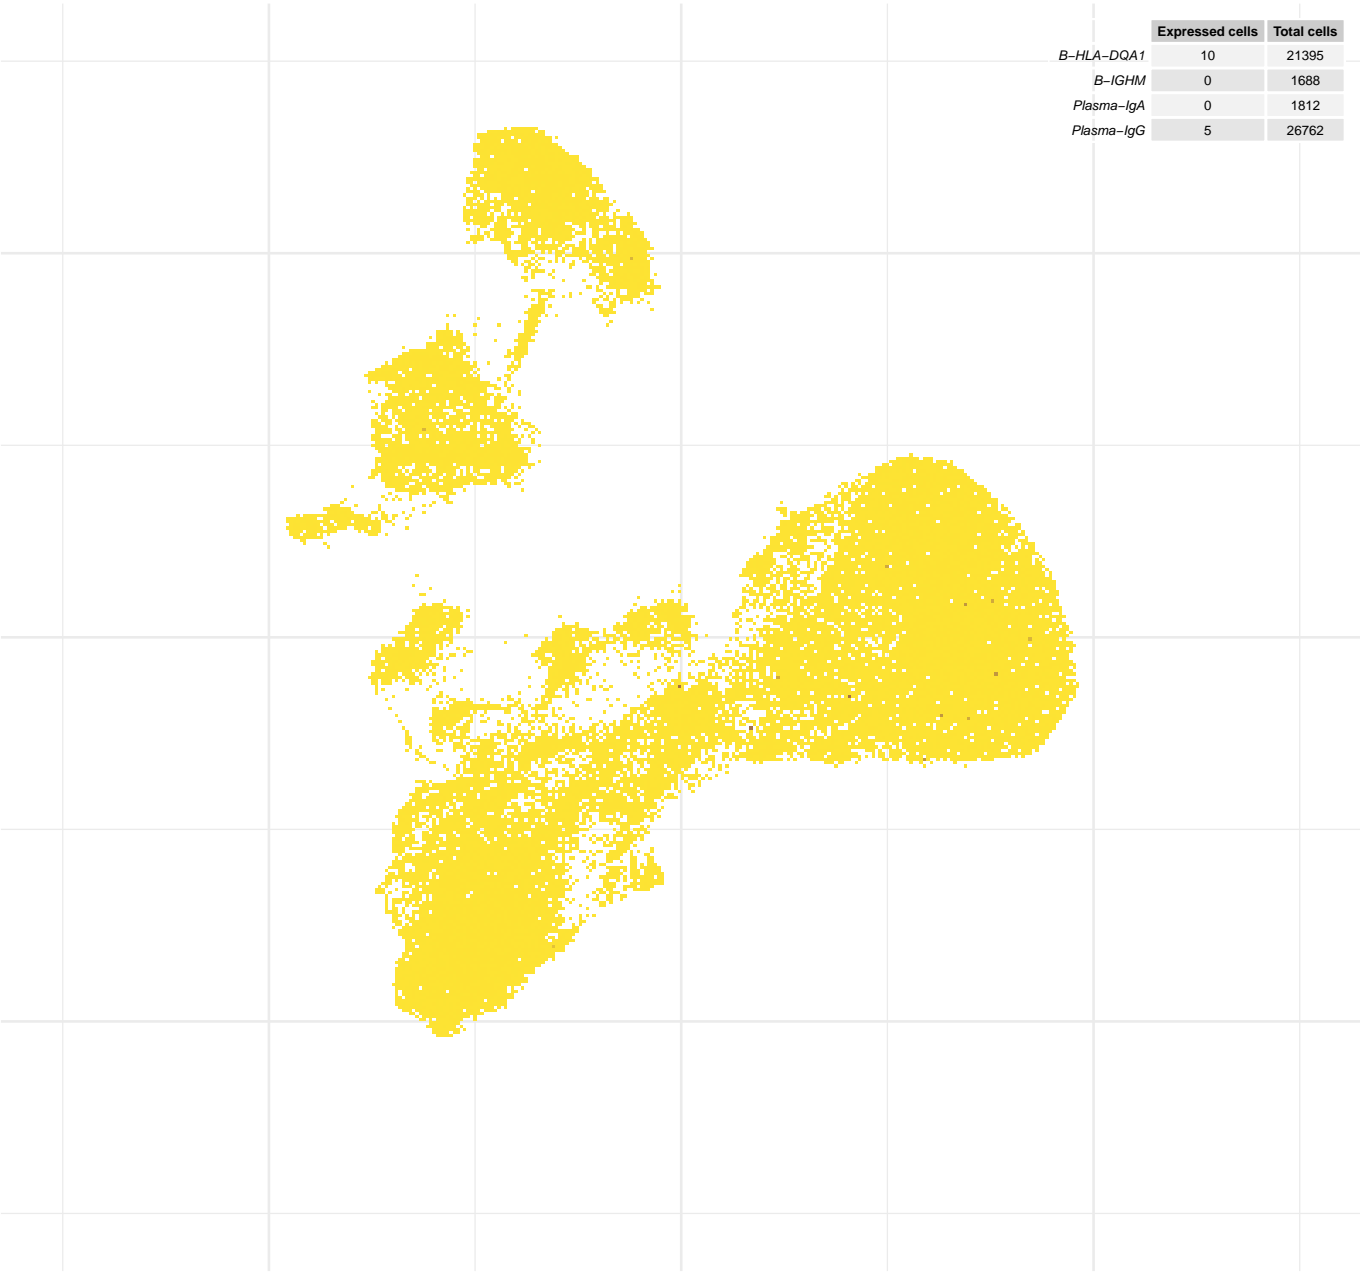 Expressed cells Total cells
B−HLA−DQA1 10 21395
B−IGHM 0 1688
Plasma−IgA 0 1812
Plasma−IgG 5 26762